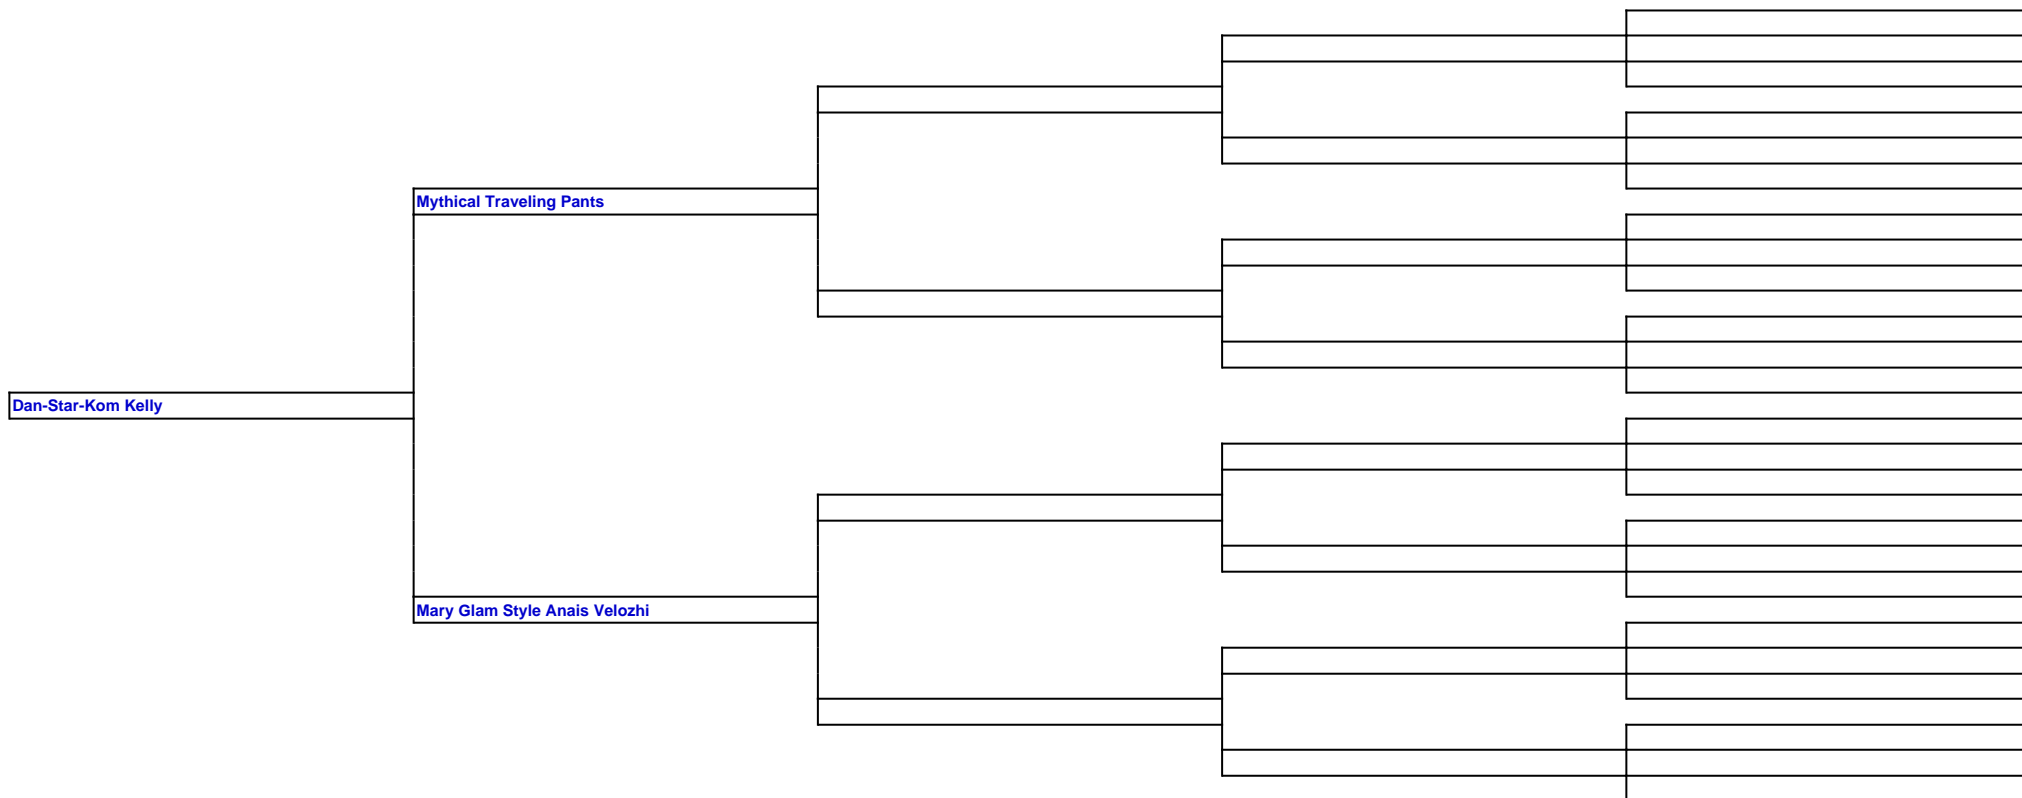 Mythical Traveling Pants
Dan-Star-Kom Kelly
Mary Glam Style Anais Velozhi